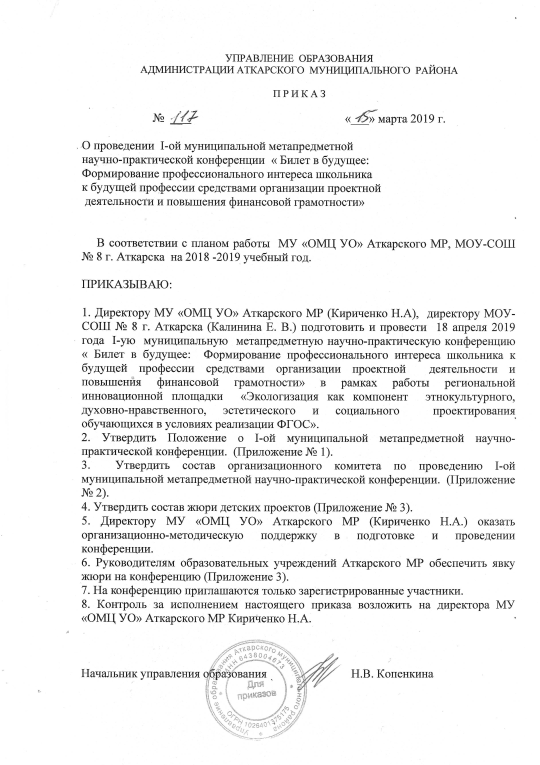 УПРАВЛЕНИЕ ОБРАЗОВАНИЯ
АДМИНИСТРАЦИИ АТКАРСКОГО МУНИЦИПАЛЬНОГО РАЙОНА
П Р И К А З
№ 117 « 15 » марта 2019 г.
О проведении I-ой муниципальной метапредметной
научно-практической конференции « Билет в будущее:
Формирование профессионального интереса школьника
к будущей профессии средствами организации проектной
деятельности и повышения финансовой грамотности»
В соответствии с планом работы МУ «ОМЦ УО» Аткарского МР, МОУ-СОШ
№ 8 г. Аткарска на 2018 -2019 учебный год.
ПРИКАЗЫВАЮ:
1. Директору МУ «ОМЦ УО» Аткарского МР (Кириченко Н.А), директору МОУ-
СОШ № 8 г. Аткарска (Калинина Е. В.) подготовить и провести 18 апреля 2019
года I-ую муниципальную метапредметную научно-практическую конференцию
« Билет в будущее: Формирование профессионального интереса школьника к
будущей профессии средствами организации проектной деятельности и
повышения финансовой грамотности» в рамках работы региональной
инновационной площадки «Экологизация как компонент этнокультурного,
духовно-нравственного, эстетического и социального проектирования
обучающихся в условиях реализации ФГОС».
2. Утвердить Положение о I-ой муниципальной метапредметной научно-
практической конференции. (Приложение № 1).
3. Утвердить состав организационного комитета по проведению I-ой
муниципальной метапредметной научно-практической конференции. (Приложение
№ 2).
4. Утвердить состав жюри детских проектов (Приложение № 3).
5. Директору МУ «ОМЦ УО» Аткарского МР (Кириченко Н.А.) оказать
организационно-методическую поддержку в подготовке и проведении
конференции.
6. Руководителям образовательных учреждений Аткарского МР обеспечить явку
жюри на конференцию (Приложение 3).
7. На конференцию приглашаются только зарегистрированные участники.
8. Контроль за исполнением настоящего приказа возложить на директора МУ
«ОМЦ УО» Аткарского МР Кириченко Н.А.
Начальник управления образования Н.В. Копенкина
Для
приказов